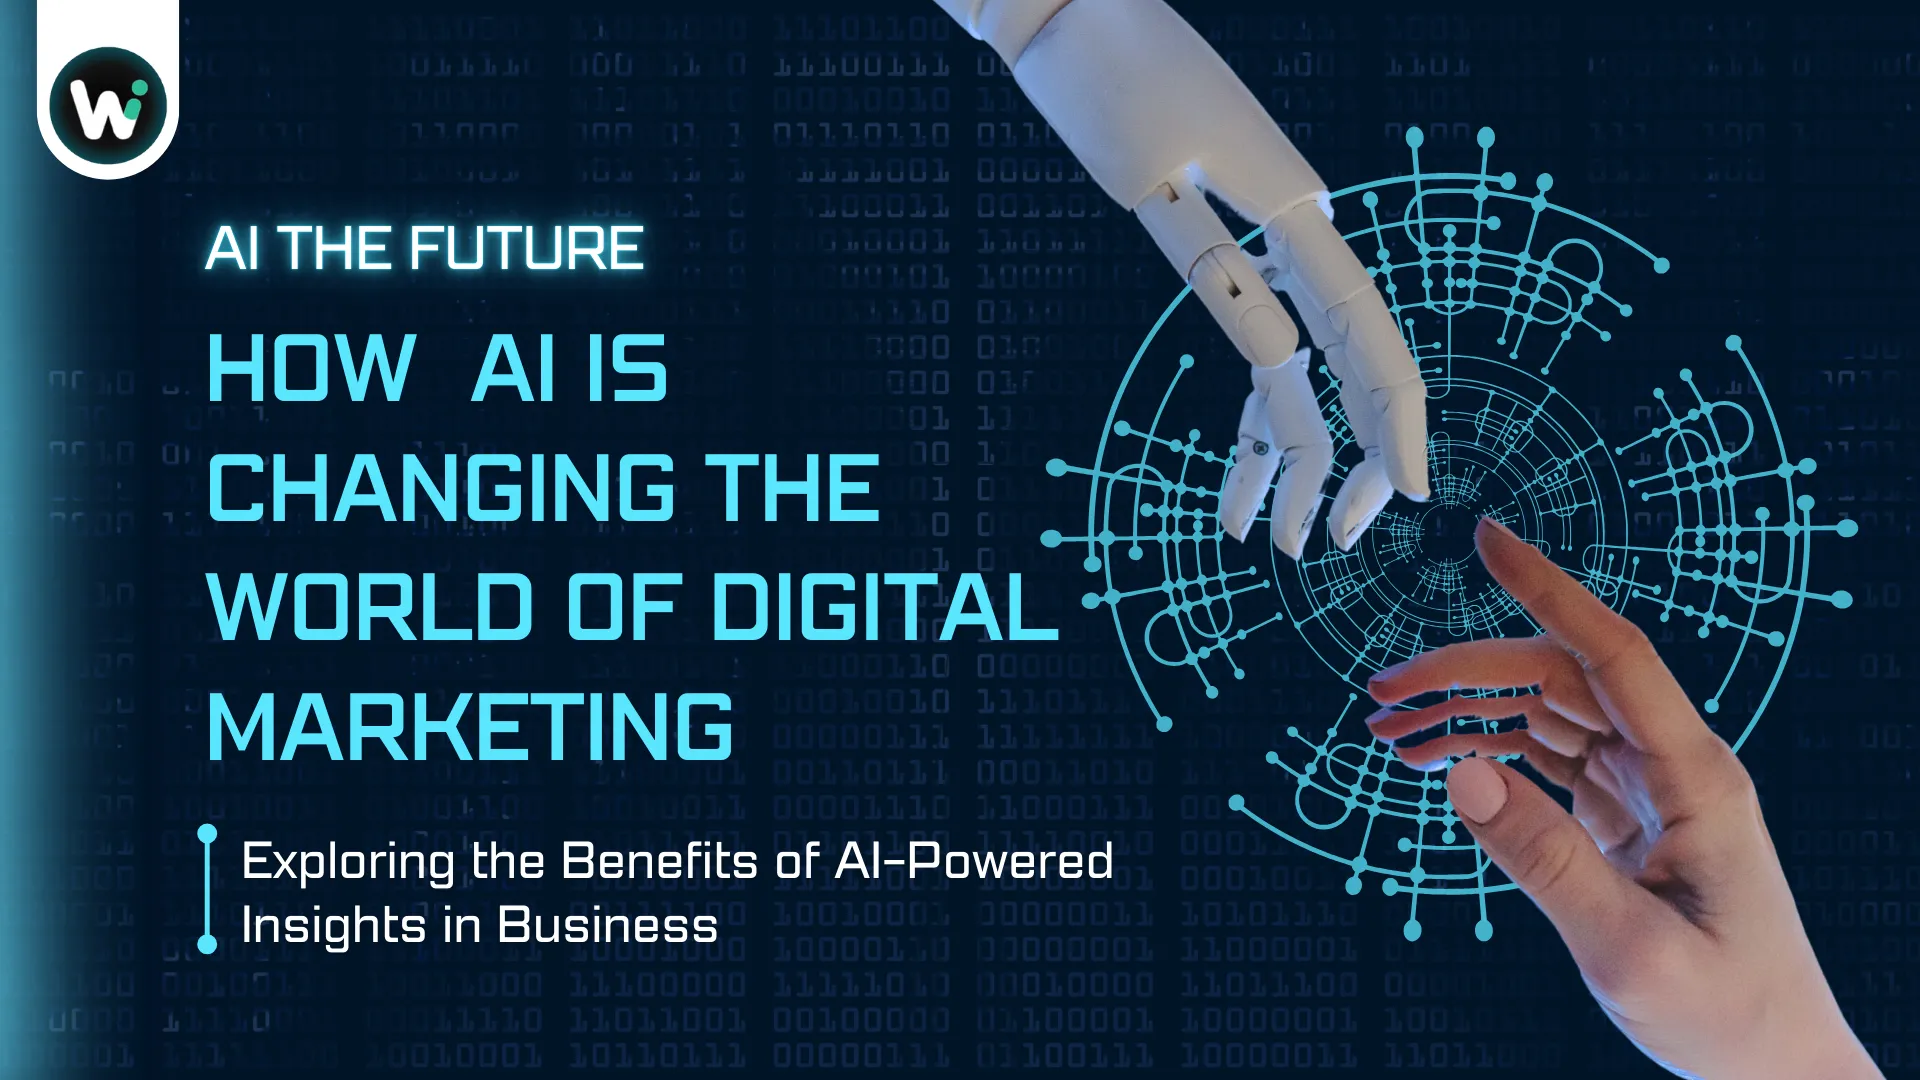 Wi
AI THE FUTURE
HOW AI IS
CHANGING THE
WORLD OF DIGITAL
MARKETING
Exploring the Benefits of AI-Powered
Insights in Business